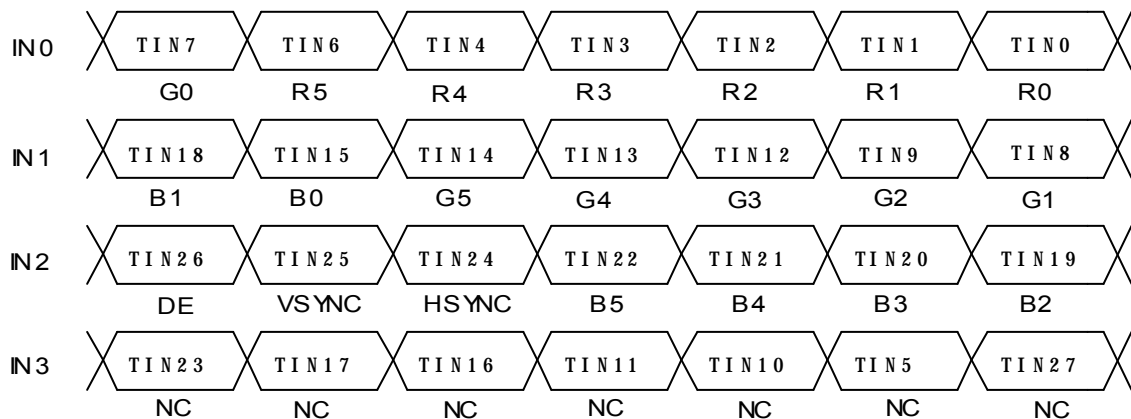 IN0 TIN7 TIN6 TIN4 TIN3 TIN2 TIN1 TIN0
G0 R5 R4 R3 R2 R1 R0
IN1 TIN18 TIN15 TIN14 TIN13 TIN12 TIN9 TIN8
B1 B0 G5 G4 G3 G2 G1
IN2 TIN26 TIN25 TIN24 TIN22 TIN21 TIN20 TIN19
DE VSYNC HSYNC B5 B4 B3 B2
IN3 TIN23 TIN17 TIN16 TIN11 TIN10 TIN5 TIN27
NC NC NC NC NC NC NC